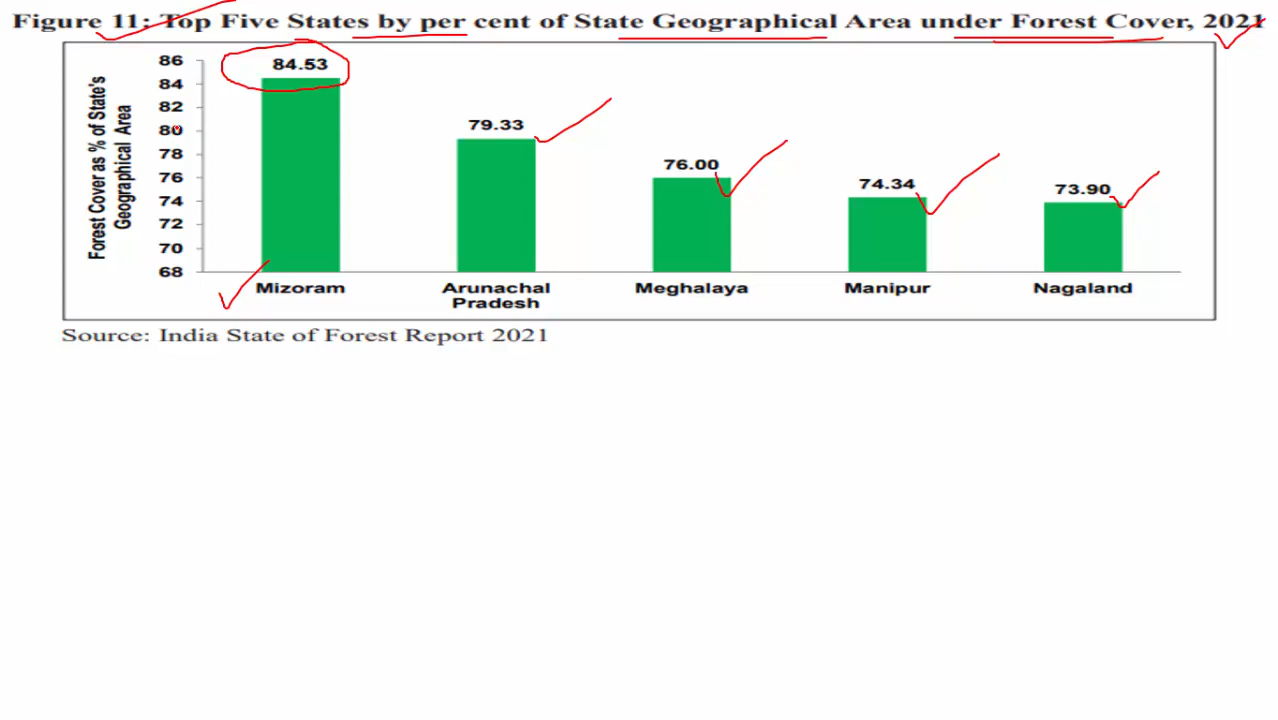 Figure 11: Top Five States by per cent of State Geographical Area under Forest Cover, 2021
Forest Cover as % of State's
Geographical Area
86
84
82
80
78
76
74
72
70
68
84.53
79.33
76.00
74.34
73.90
Mizoram
Arunachal
Pradesh
Meghalaya
Manipur
Nagaland
Source: India State of Forest Report 2021